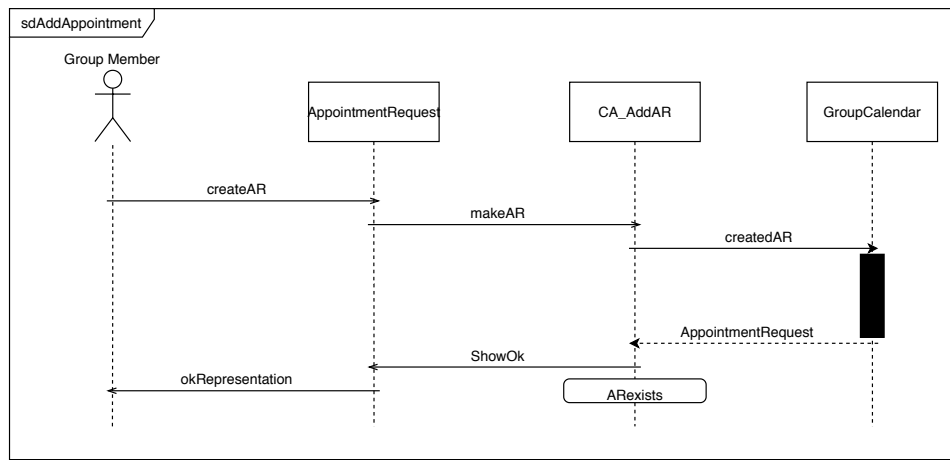 sdAddAppointment
Group Member
AppointmentRequest
CA_AddAR
GroupCalendar
createAR
makeAR
createdAR
AppointmentRequest
ShowOk
okRepresentation
ARexists